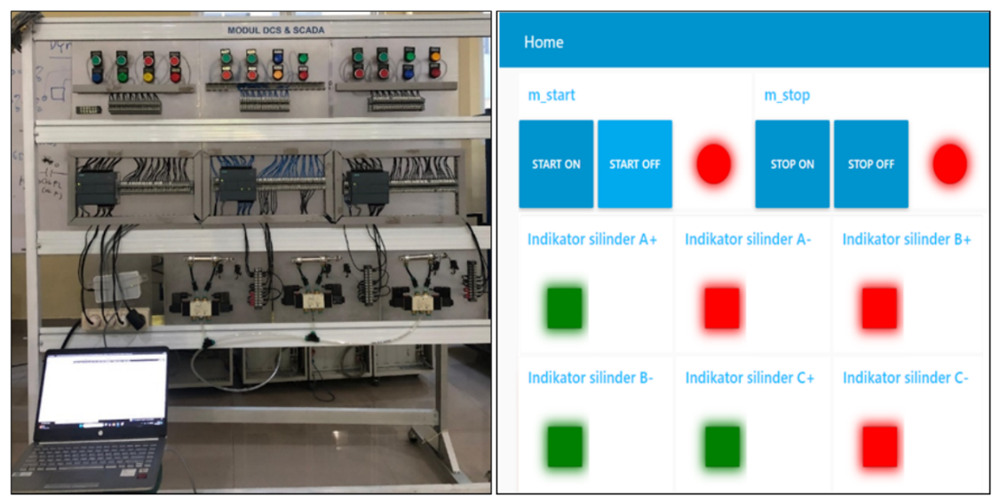 MODUL DCS & SCADA
Home
m_start
m_stop
START ON
START OFF
STOP ON
STOP OFF
Indikator silinder A+
Indikator silinder A-
Indikator silinder B+
Indikator silinder B-
Indikator silinder C+
Indikator silinder C-